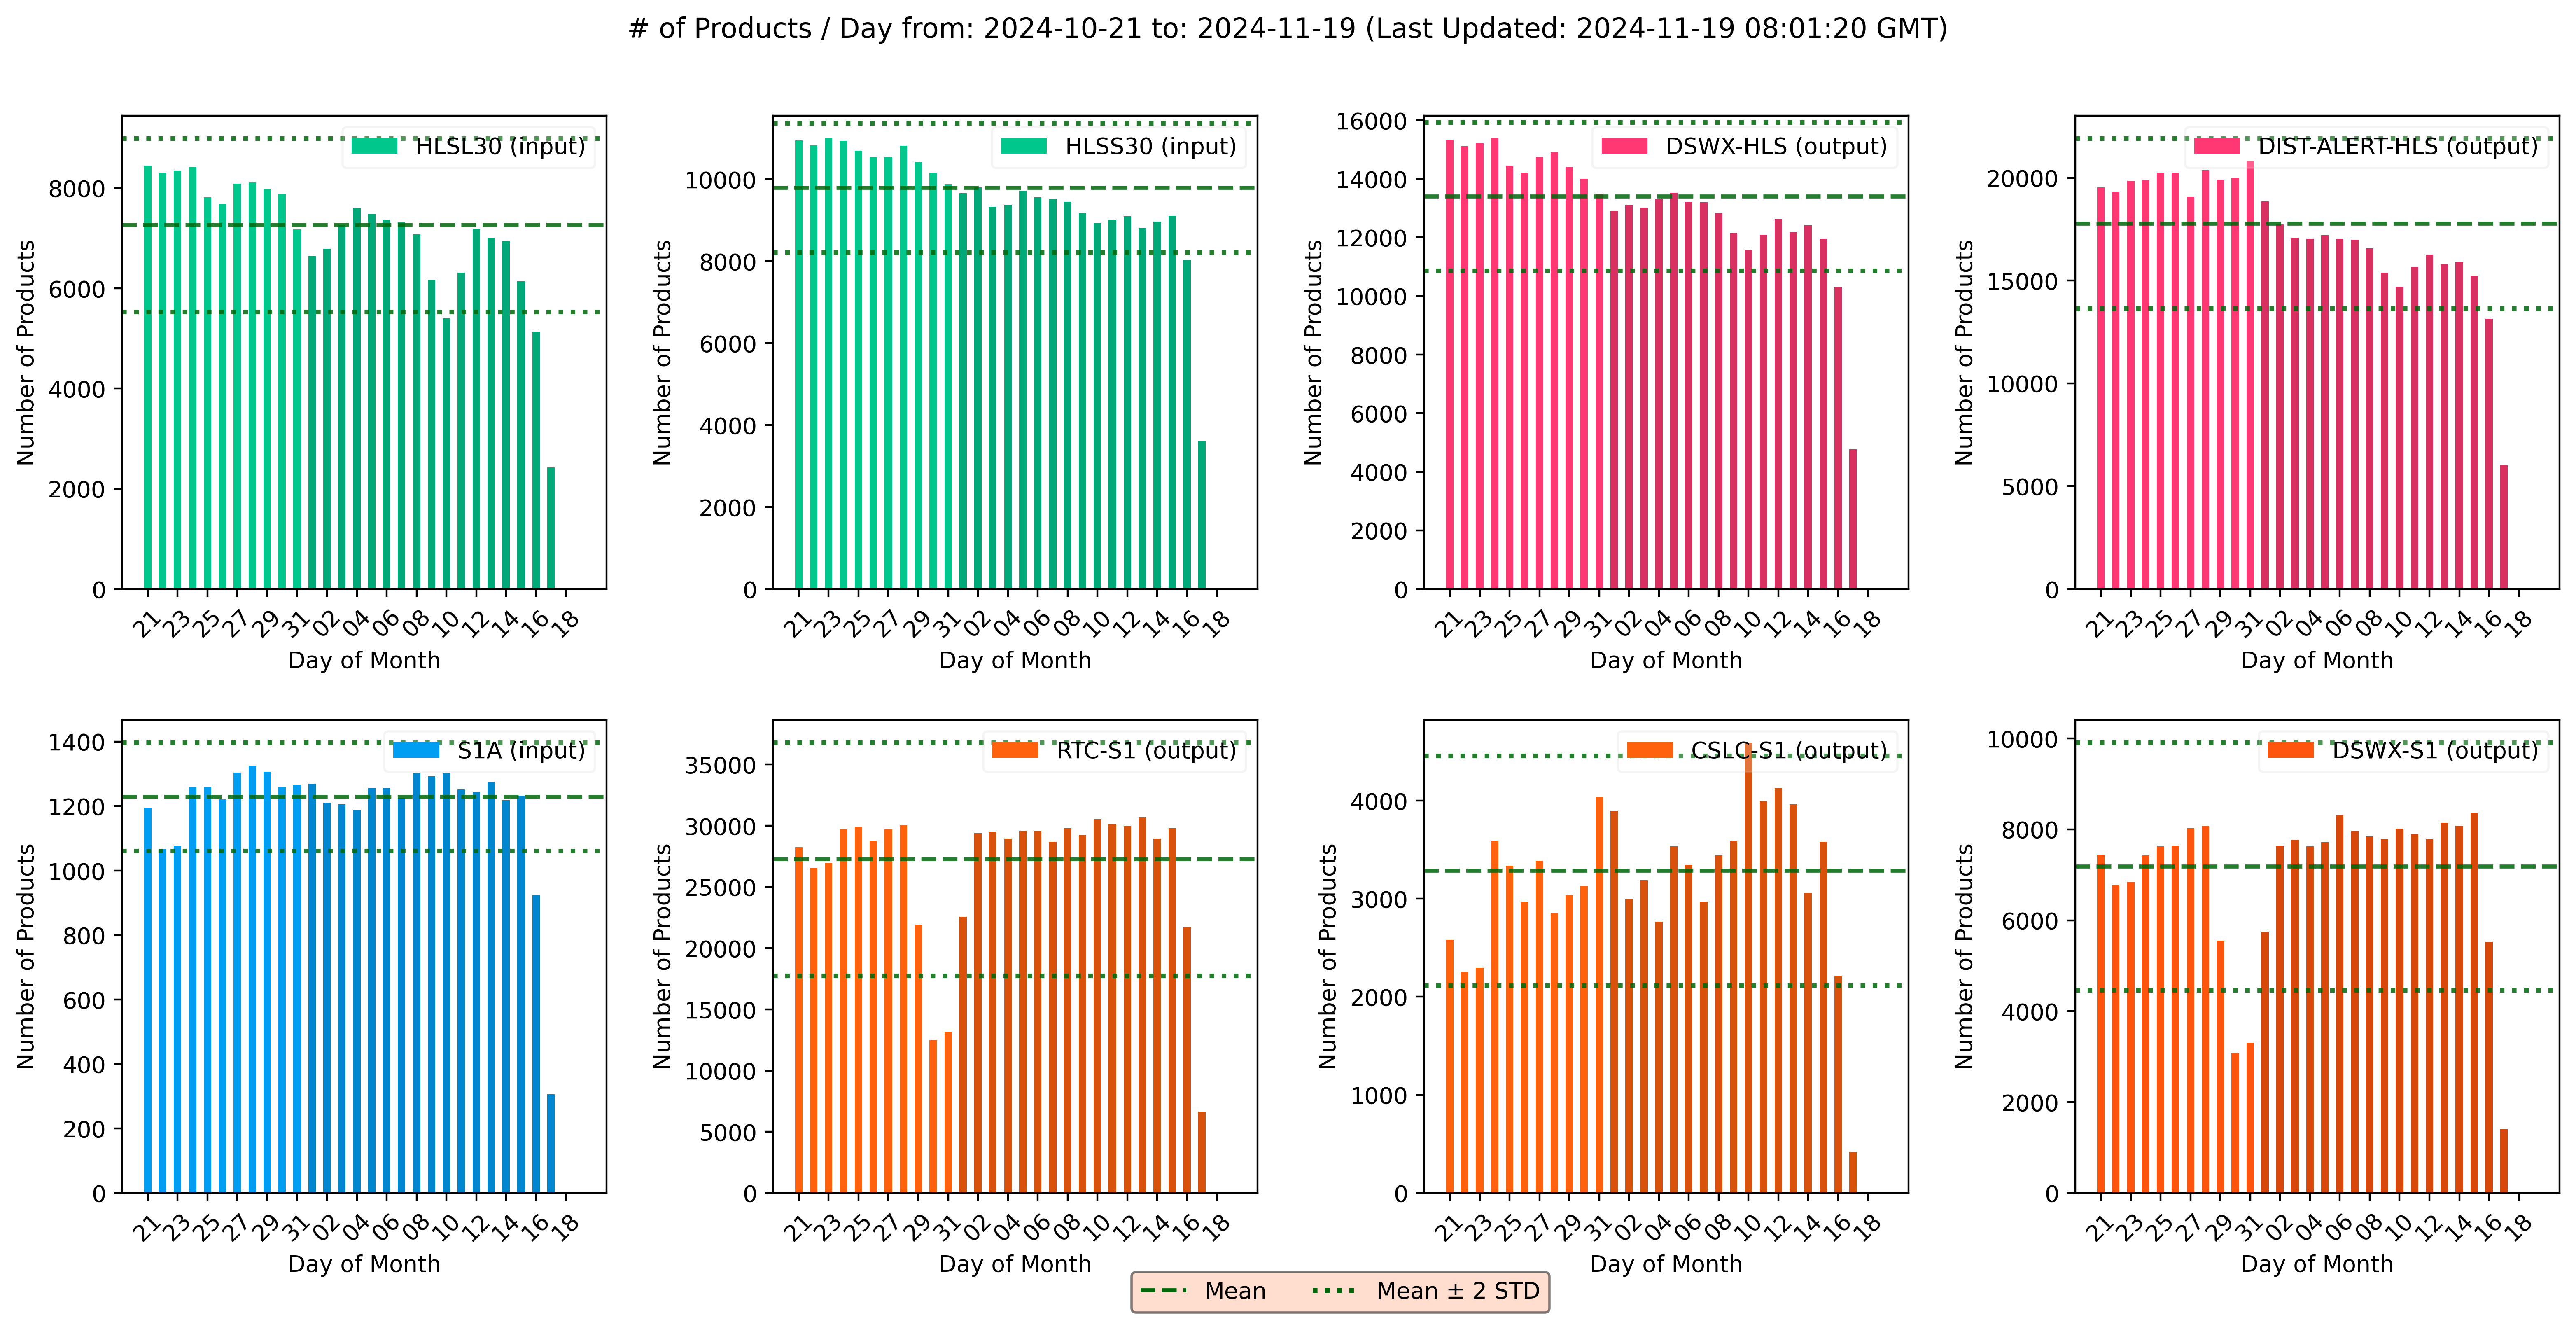 # of Products / Day from: 2024-10-21 to: 2024-11-19 (Last Updated: 2024-11-19 08:01:20 GMT)
HLSL30 (input)
Number of Products
8000
6000
4000
2000
0
21 23 25 27 29 31 02 04 06 08 10 12 14 16 18
Day of Month
HLSS30 (input)
Number of Products
10000
8000
6000
4000
2000
0
21 23 25 27 29 31 02 04 06 08 10 12 14 16 18
Day of Month
DSWX-HLS (output)
Number of Products
16000
14000
12000
10000
8000
6000
4000
2000
0
21 23 25 27 29 31 02 04 06 08 10 12 14 16 18
Day of Month
DIST-ALERT-HLS (output)
Number of Products
20000
15000
10000
5000
0
21 23 25 27 29 31 02 04 06 08 10 12 14 16 18
Day of Month
S1A (input)
Number of Products
1400
1200
1000
800
600
400
200
0
21 23 25 27 29 31 02 04 06 08 10 12 14 16 18
Day of Month
RTC-S1 (output)
Number of Products
35000
30000
25000
20000
15000
10000
5000
0
21 23 25 27 29 31 02 04 06 08 10 12 14 16 18
Day of Month
CSLC-S1 (output)
Number of Products
4000
3000
2000
1000
0
21 23 25 27 29 31 02 04 06 08 10 12 14 16 18
Day of Month
DSWX-S1 (output)
Number of Products
10000
8000
6000
4000
2000
0
21 23 25 27 29 31 02 04 06 08 10 12 14 16 18
Day of Month
Mean
Mean ± 2 STD